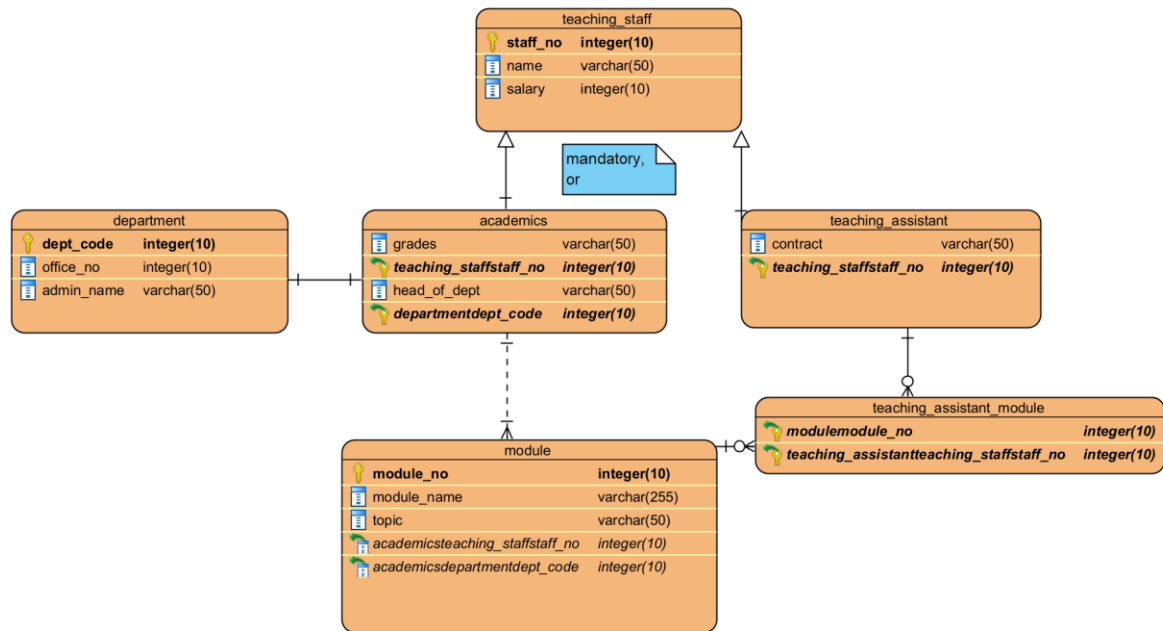 teaching_staff
staff_no integer(10)
name varchar(50)
salary integer(10)
mandatory,
or
department
dept_code integer(10)
office_no integer(10)
admin_name varchar(50)
academics
grades varchar(50)
teaching_staffstaff_no integer(10)
head_of_dept varchar(50)
departmentdept_code integer(10)
teaching_assistant
contract varchar(50)
teaching_staffstaff_no integer(10)
teaching_assistant_module
modulemodule_no integer(10)
teaching_assistantteaching_staffstaff_no integer(10)
module
module_no integer(10)
module_name varchar(255)
topic varchar(50)
academicsteaching_staffstaff_no integer(10)
academicsdepartmentdept_code integer(10)